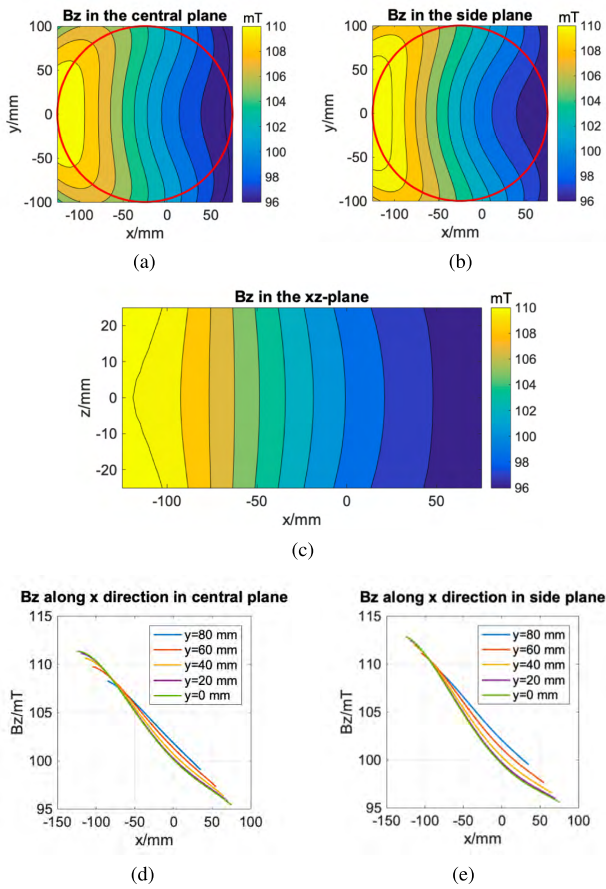 Bz in the central plane
mT
100
50
0
-50
-100
y/mm
-100 -50 0 50
x/mm
110
108
106
104
102
100
98
96
(a)
Bz in the side plane
mT
100
50
0
-50
-100
y/mm
-100 -50 0 50
x/mm
110
108
106
104
102
100
98
96
(b)
Bz in the xz-plane
mT
20
10
0
-10
-20
z/mm
-100 -50 0 50
x/mm
110
108
106
104
102
100
98
96
(c)
Bz along x direction in central plane
115
110
105
100
95
Bz/mT
y=80 mm
y=60 mm
y=40 mm
y=20 mm
y=0 mm
-150 -100 -50 0 50 100
x/mm
(d)
Bz along x direction in side plane
115
110
105
100
95
Bz/mT
y=80 mm
y=60 mm
y=40 mm
y=20 mm
y=0 mm
-150 -100 -50 0 50 100
x/mm
(e)